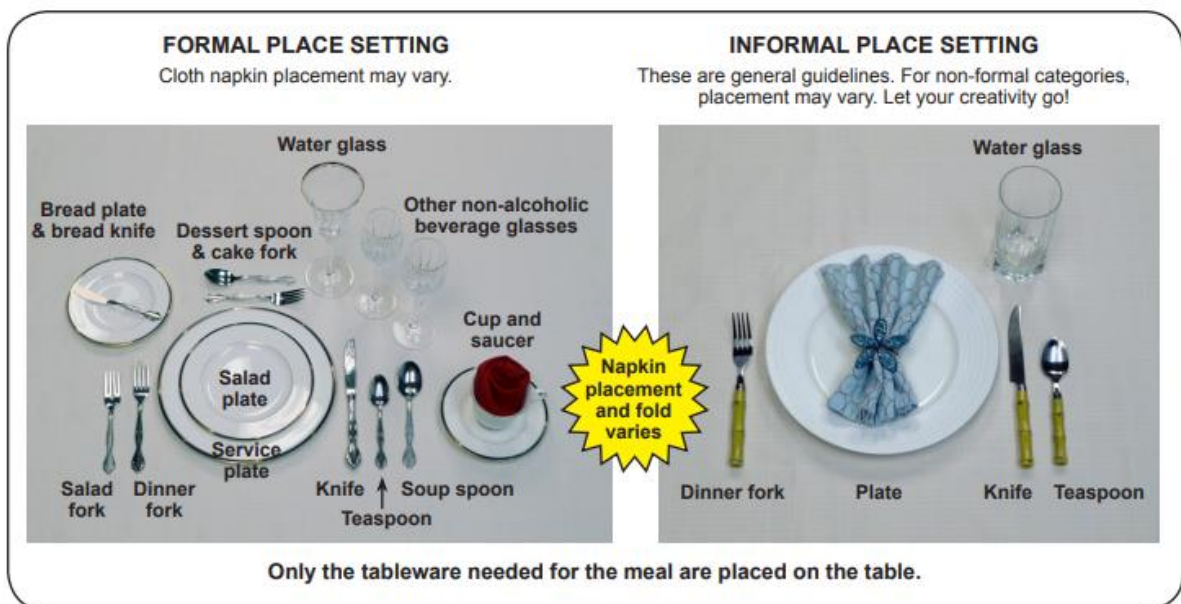 FORMAL PLACE SETTING
Cloth napkin placement may vary.
Water glass
Bread plate
& bread knife
Dessert spoon
& cake fork
Other non-alcoholic
beverage glasses
Cup and
saucer
Salad
plate
Service
plate
Salad
fork
Dinner
fork
Knife
Teaspoon
Soup spoon
Napkin
placement
and fold
varies
INFORMAL PLACE SETTING
These are general guidelines. For non-formal categories,
placement may vary. Let your creativity go!
Water glass
Dinner fork
Plate
Knife
Teaspoon
Only the tableware needed for the meal are placed on the table.